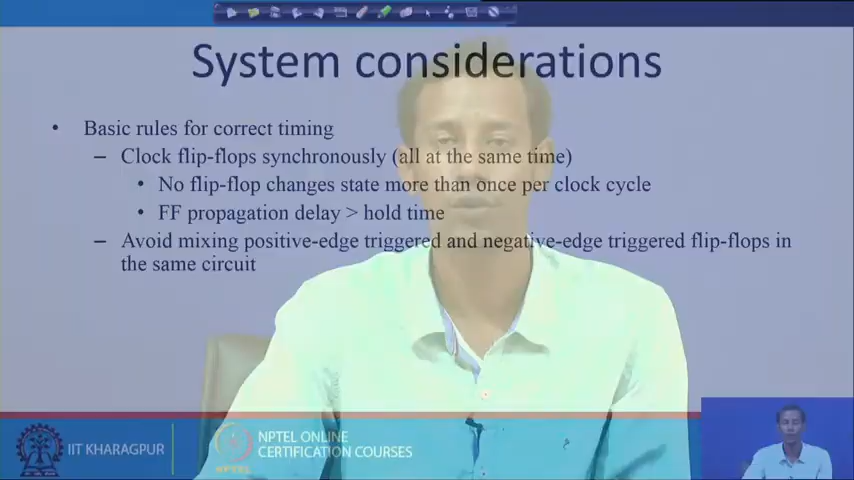 System considerations
• Basic rules for correct timing
– Clock flip-flops synchronously (all at the same time)
• No flip-flop changes state more than once per clock cycle
• FF propagation delay > hold time
– Avoid mixing positive-edge triggered and negative-edge triggered flip-flops in
the same circuit
IIT KHARAGPUR
NPTEL
NPTEL ONLINE
CERTIFICATION COURSES